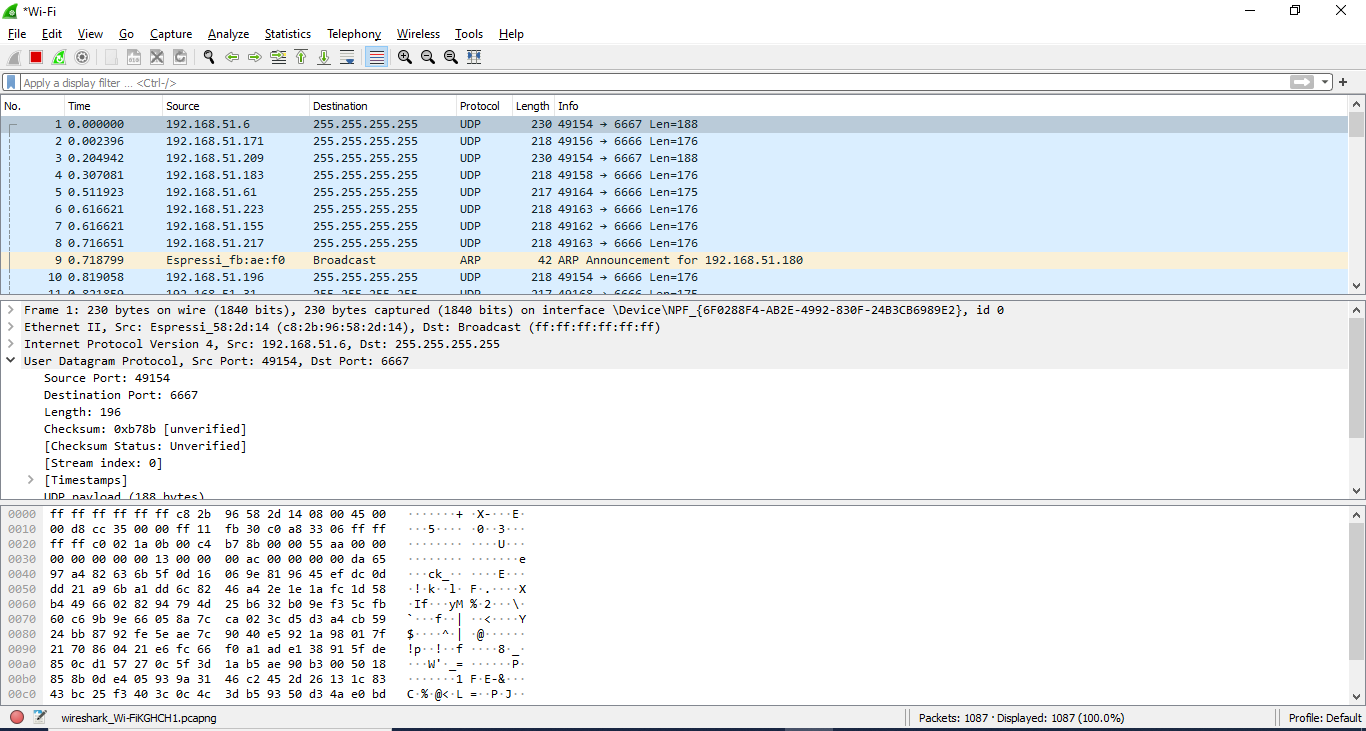 *Wi-Fi
File Edit View Go Capture Analyze Statistics Telephony Wireless Tools Help
Apply a display filter ... <Ctrl-/>
No. Time Source Destination Protocol Length Info
1 0.000000 192.168.51.6 255.255.255.255 UDP 230 49154 → 6667 Len=188
2 0.002396 192.168.51.171 255.255.255.255 UDP 218 49156 → 6666 Len=176
3 0.204942 192.168.51.209 255.255.255.255 UDP 230 49154 → 6667 Len=188
4 0.307081 192.168.51.183 255.255.255.255 UDP 218 49158 → 6666 Len=176
5 0.511923 192.168.51.61 255.255.255.255 UDP 217 49164 → 6666 Len=175
6 0.616621 192.168.51.223 255.255.255.255 UDP 218 49163 → 6666 Len=176
7 0.616621 192.168.51.155 255.255.255.255 UDP 218 49162 → 6666 Len=176
8 0.716651 192.168.51.217 255.255.255.255 UDP 218 49163 → 6666 Len=176
9 0.718799 Espressi_fb:ae:f0 Broadcast ARP 42 ARP Announcement for 192.168.51.180
10 0.819058 192.168.51.196 255.255.255.255 UDP 218 49154 → 6666 Len=176
11 0.821859 192.168.51.31 255.255.255.255 UDP 217 49168 → 6666 Len=175
Frame 1: 230 bytes on wire (1840 bits), 230 bytes captured (1840 bits) on interface \Device\NPF_{6F0288F4-AB2E-4992-830F-24B3CB6989E2}, id 0
Ethernet II, Src: Espressi_58:2d:14 (c8:2b:96:58:2d:14), Dst: Broadcast (ff:ff:ff:ff:ff:ff)
Internet Protocol Version 4, Src: 192.168.51.6, Dst: 255.255.255.255
User Datagram Protocol, Src Port: 49154, Dst Port: 6667
Source Port: 49154
Destination Port: 6667
Length: 196
Checksum: 0xb78b [unverified]
[Checksum Status: Unverified]
[Stream index: 0]
[Timestamps]
UDP payload (188 bytes)
0000 ff ff ff ff ff ff c8 2b 96 58 2d 14 08 00 45 00 ·······+ ·X-···E·
0010 00 d8 cc 35 00 00 ff 11 fb 30 c0 a8 33 06 ff ff ···5···· ·0··3···
0020 ff ff c0 02 1a 0b 00 c4 b7 8b 00 00 55 aa 00 00 ········ ····U···
0030 00 00 00 00 00 13 00 00 00 ac 00 00 00 00 da 65 ········ ·······e
0040 97 a4 82 63 6b 5f 0d 16 06 9e 81 96 45 ef dc 0d ···ck_·· ····E···
0050 dd 21 a9 6b a1 dd 6c 82 46 a4 2e 1e 1a fc 1d 58 ·!·k··l· F·.····X
0060 b4 49 66 02 82 94 79 4d 25 b6 32 b0 9e f3 5c fb ·If···yM %·2···\·
0070 60 c6 9b 9e 66 05 8a 7c ca 02 3c d5 d3 a4 cb 59 `···f··| ··<····Y
0080 24 bb 87 92 fe 5e ae 7c 90 40 e5 92 1a 98 01 7f $····^·| ·@······
0090 21 70 86 04 21 e6 fc 66 f0 a1 ad e1 38 91 5f de !p··!··f ····8·_·
00a0 85 0c d1 57 27 0c 5f 3d 1a b5 ae 90 b3 00 50 18 ···W'·_= ······P·
00b0 85 8b 0d e4 05 93 9a 31 46 c2 45 2d 26 13 1c 83 ·······1 F·E-&···
00c0 43 bc 25 f3 40 3c 0c 4c 3d b5 93 50 d3 4a e0 bd C·%·@<·L =··P·J··
wireshark_Wi-FiKGHCH1.pcapng
Packets: 1087 · Displayed: 1087 (100.0%)
Profile: Default